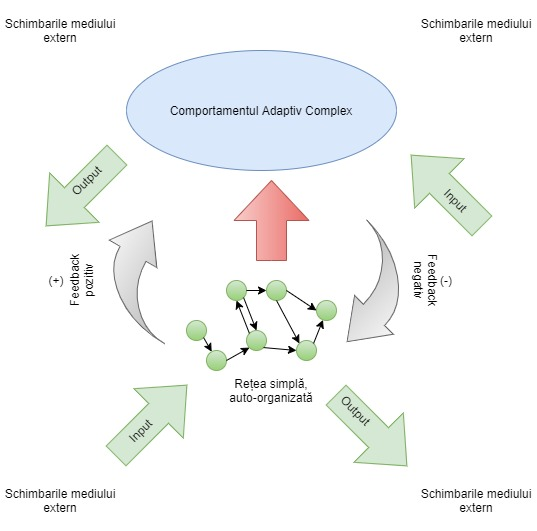 Schimbarile mediului
extern
Schimbarile mediului
extern
Comportamentul Adaptiv Complex
Output
Input
(+)
Feedback
pozitiv
Feedback
negativ
(-)
Rețea simplă,
auto-organizată
Input
Output
Schimbarile mediului
extern
Schimbarile mediului
extern